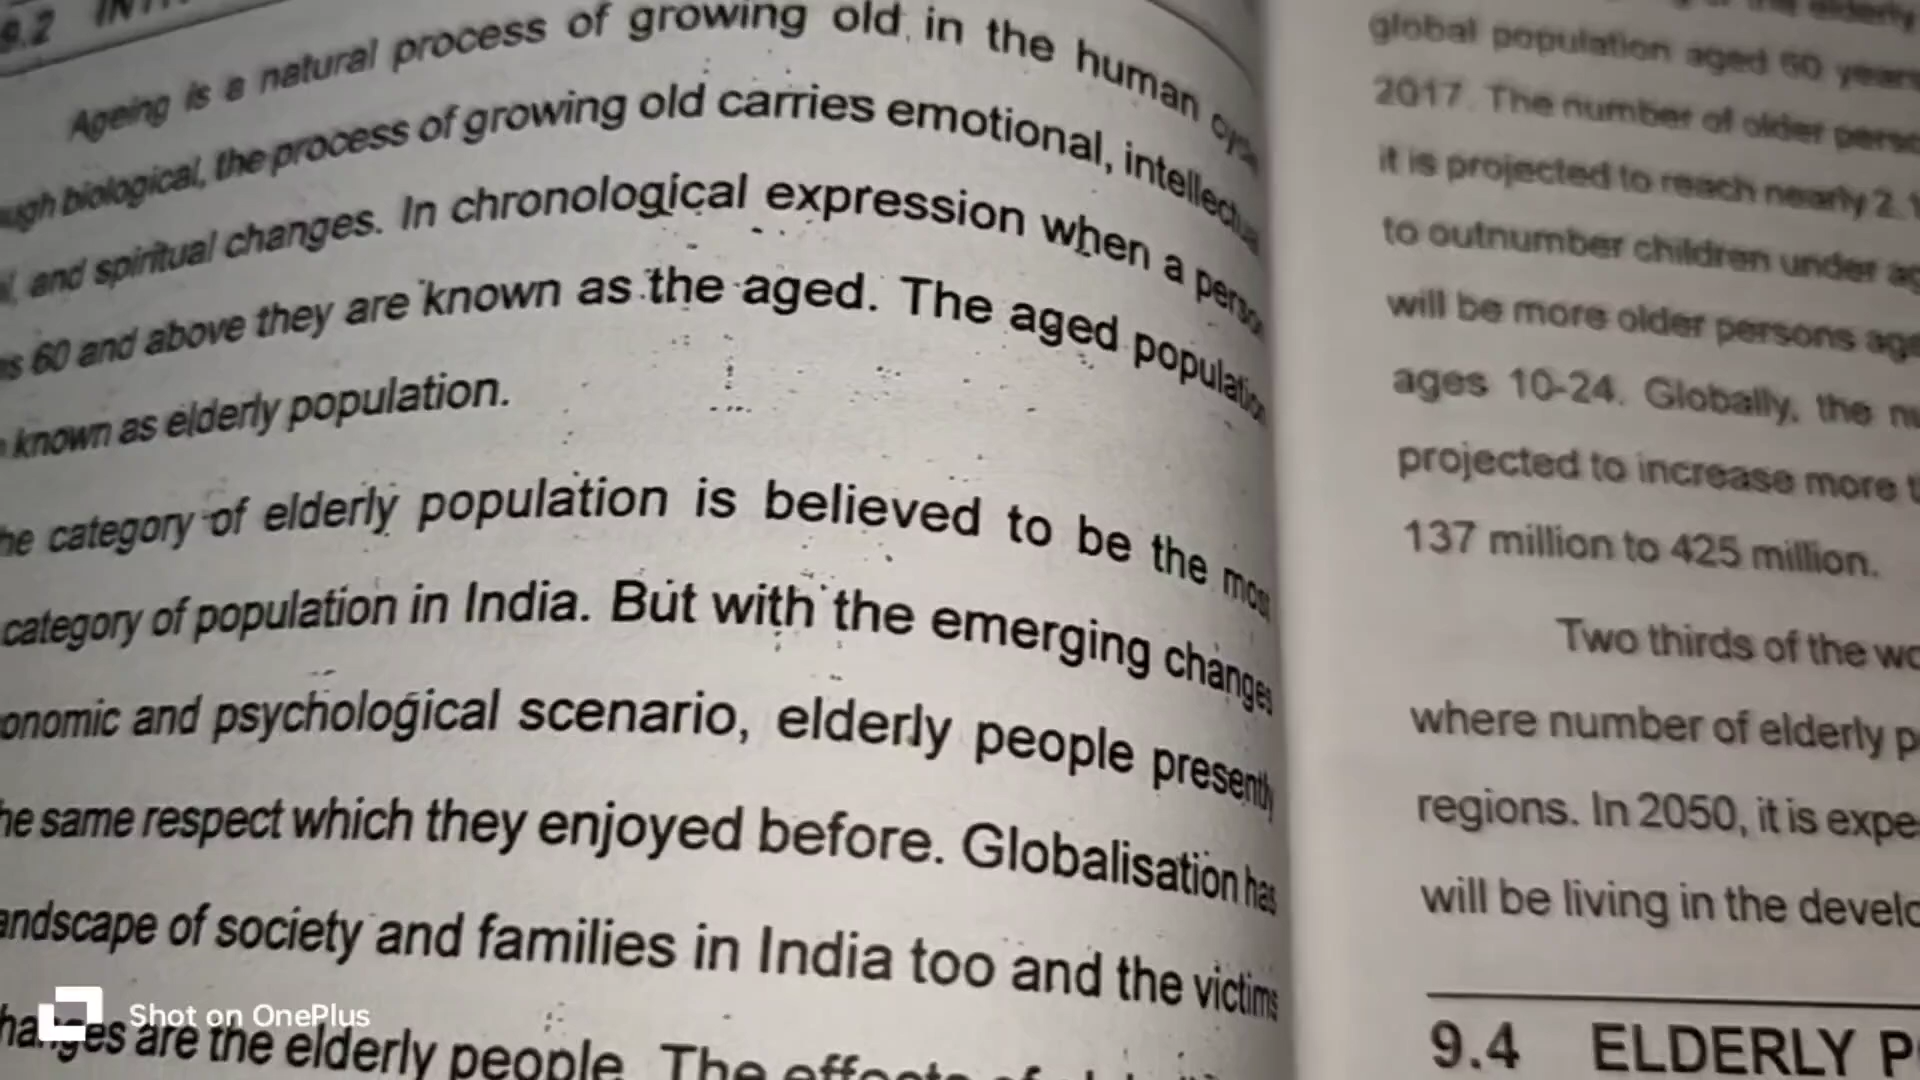 9.2
Ageing is a natural process of growing old in the human
biological, the process of growing old carries emotional,
and spiritual changes. In chronological expression when a
60 and above they are known as the aged. The aged population
known as elderly population.
category of elderly population is believed to be the most
category of population in India. But with the emerging changes
and psychological scenario, elderly people presently
same respect which they enjoyed before. Globalisation has
of society and families in India too and the victims
are the elderly people. The effects of
global population aged 60 years
2017. The number of older
it is projected to reach nearly
to outnumber children under
will be more older persons
ages 10-24. Globally, the
projected to increase more
137 million to 425 million.
Two thirds of the
where number of elderly
regions. In 2050, it is
will be living in the
9.4 ELDERLY
Shot on OnePlus